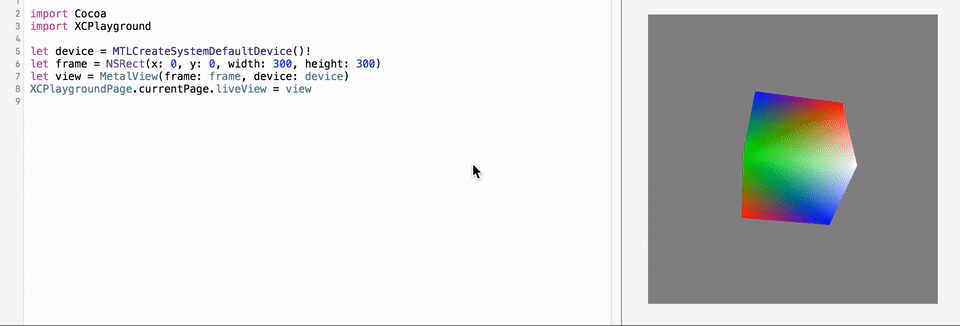 1
2 import Cocoa
3 import XCPlayground
4
5 let device = MTLCreateSystemDefaultDevice()!
6 let frame = NSRect(x: 0, y: 0, width: 300, height: 300)
7 let view = MetalView(frame: frame, device: device)
8 XCPlaygroundPage.currentPage.liveView = view
9